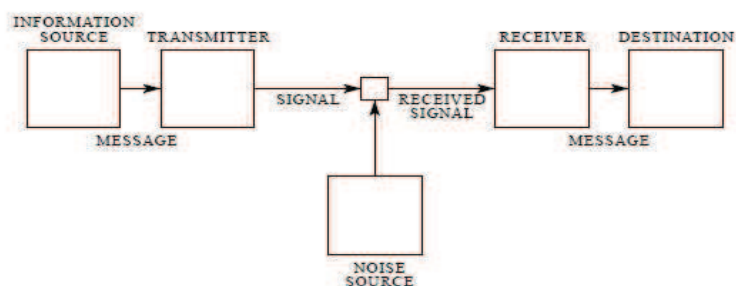 INFORMATION
SOURCE
TRANSMITTER
RECEIVER
DESTINATION
SIGNAL
RECEIVED
SIGNAL
MESSAGE
MESSAGE
NOISE
SOURCE